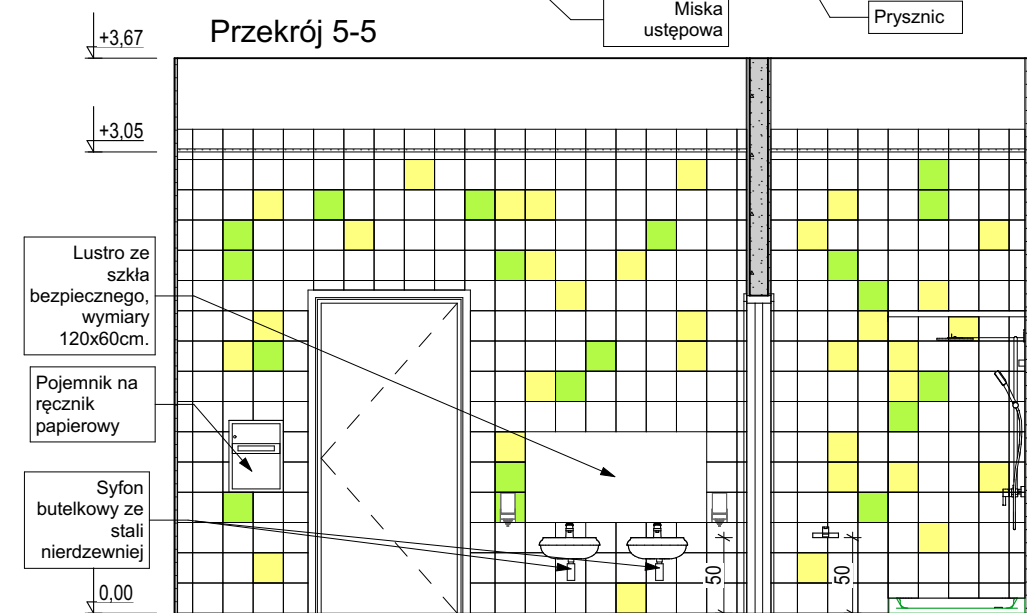 Miska
ustępowa
Prysznic
Przekrój 5-5
+3,67
+3,05
Lustro ze
szkła
bezpiecznego,
wymiary
120x60cm.
Pojemnik na
ręcznik
papierowy
Syfon
butelkowy ze
stali
nierdzewniej
0,00
50
50